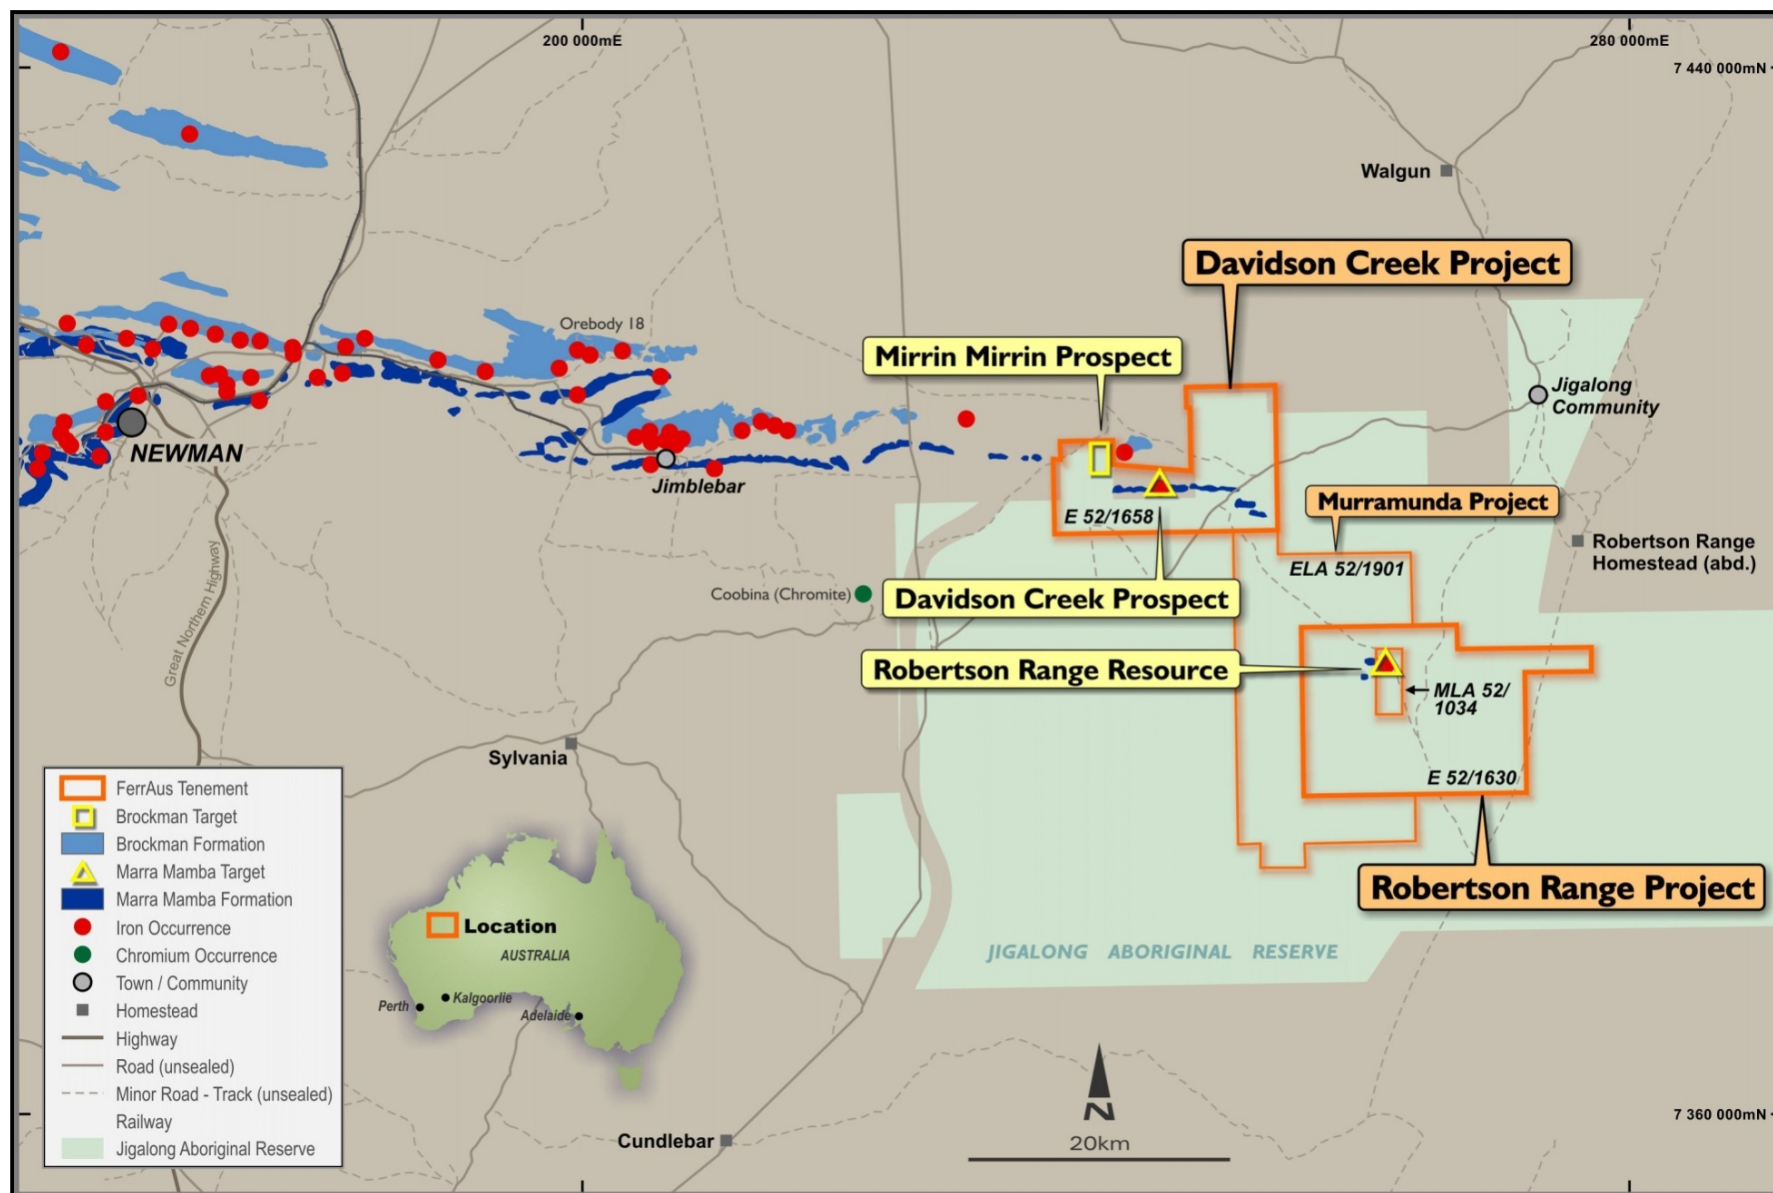 200 000mE
280 000mE
7 440 000mN
Walgun
Davidson Creek Project
Orebody 18
Mirrin Mirrin Prospect
Jigalong
Community
NEWMAN
Jimblebar
E 52/1658
Murramunda Project
Robertson Range
Homestead (abd.)
ELA 52/1901
Great Northern Highway
Coobina (Chromite)
Davidson Creek Prospect
Robertson Range Resource
MLA 52/
1034
Sylvania
E 52/1630
Robertson Range Project
JIGALONG ABORIGINAL RESERVE
FerrAus Tenement
Brockman Target
Brockman Formation
Marra Mamba Target
Marra Mamba Formation
Iron Occurrence
Chromium Occurrence
Town / Community
Homestead
Highway
Road (unsealed)
Minor Road - Track (unsealed)
Railway
Jigalong Aboriginal Reserve
Location
AUSTRALIA
Perth
Kalgoorlie
Adelaide
Cundlebar
N
20km
7 360 000mN